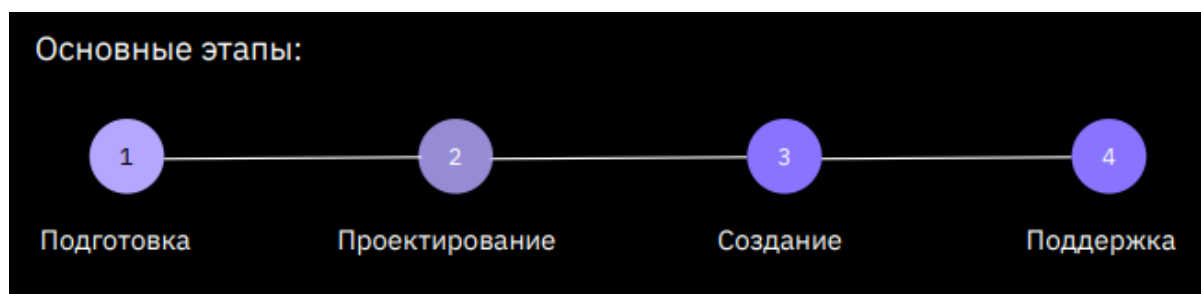 Основные этапы:
1 2 3 4
Подготовка Проектирование Создание Поддержка